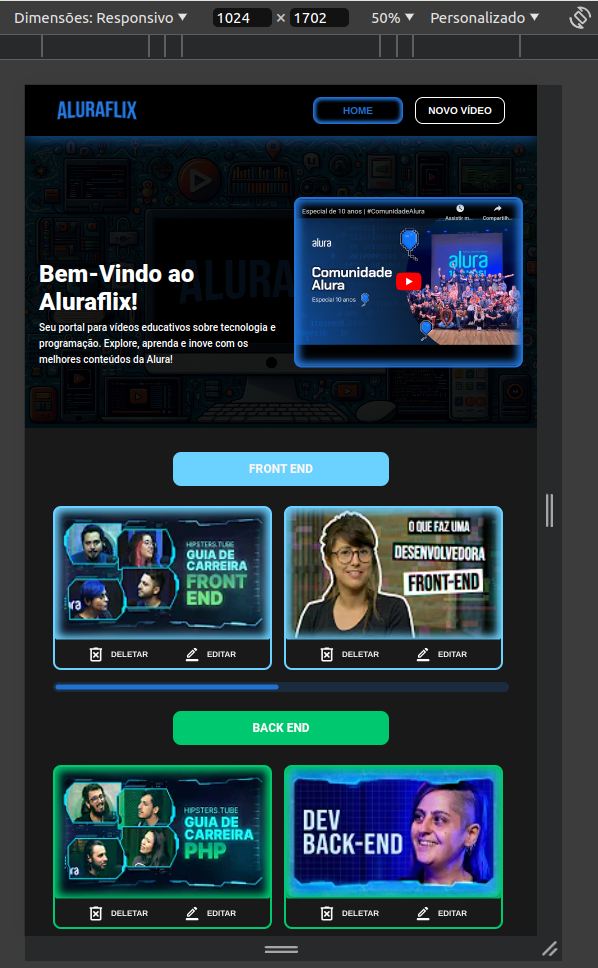 Dimensões: Responsivo ▼ 1024 × 1702 50% ▼ Personalizado ▼
ALURAFLIX
HOME
NOVO VÍDEO
Especial de 10 anos | #ComunidadeAlura
Assistir m...
Compartilh...
alura
Comunidade
Alura
Especial 10 anos
alura
Bem-Vindo ao
Aluraflix!
Seu portal para vídeos educativos sobre tecnologia e
programação. Explore, aprenda e inove com os
melhores conteúdos da Alura!
FRONT END
HIPSTERS.TUBE
GUIA DE
CARREIRA
FRONT
END
O QUE FAZ UMA
DESENVOLVEDORA
FRONT-END
DELETAR
EDITAR
DELETAR
EDITAR
BACK END
HIPSTERS.TUBE
GUIA DE
CARREIRA
PHP
DEV
BACK-END
DELETAR
EDITAR
DELETAR
EDITAR